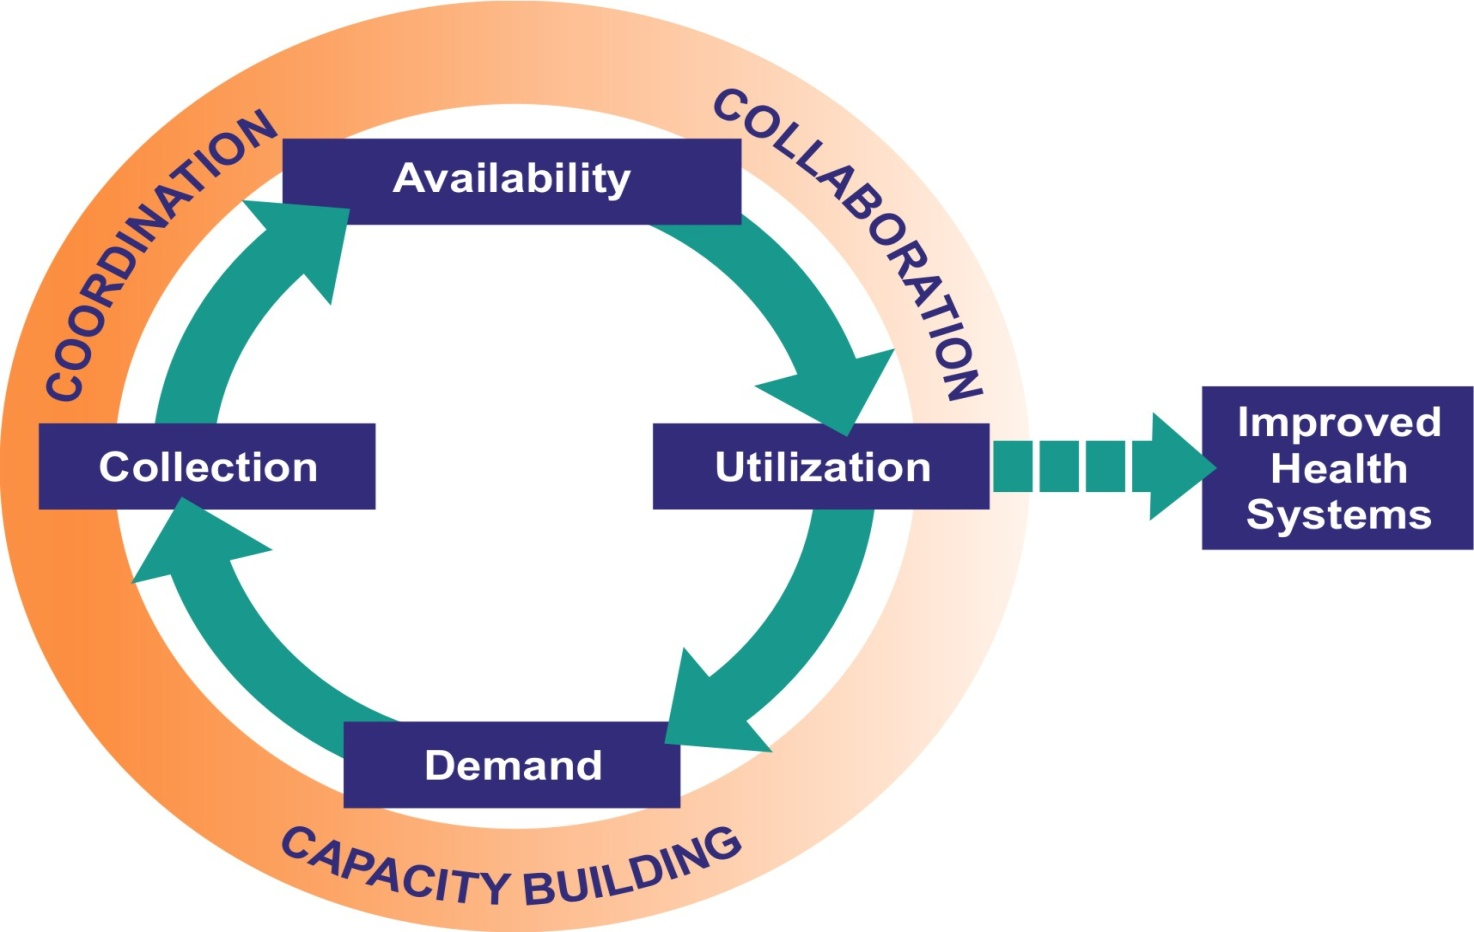 COORDINATION
COLLABORATION
Availability
Collection
Utilization
Improved
Health
Systems
Demand
CAPACITY BUILDING